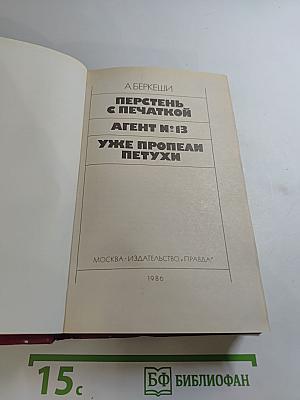 А. БЕРКЕШИ
ПЕРСТЕНЬ
С ПЕЧАТКОЙ
АГЕНТ №13
УЖЕ ПРОПЕЛИ
ПЕТУХИ
МОСКВА · ИЗДАТЕЛЬСТВО «ПРАВДА»
1986
15с
БФ БИБЛИОФАН